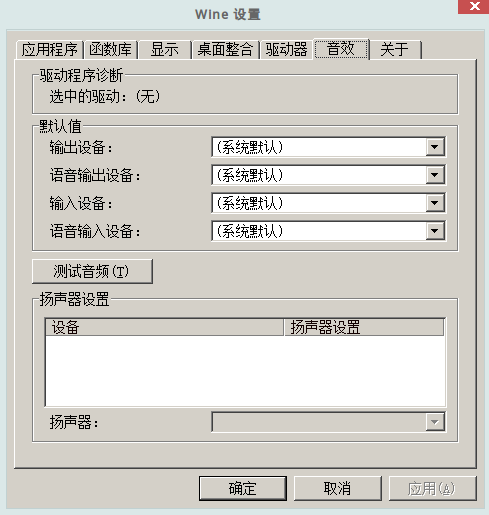 Wine 设置
应用程序 函数库 显示 桌面整合 驱动器 音效 关于
驱动程序诊断
选中的驱动: (无)
默认值
输出设备: (系统默认)
语音输出设备: (系统默认)
输入设备: (系统默认)
语音输入设备: (系统默认)
测试音频(T)
扬声器设置
设备 扬声器设置
扬声器:
确定 取消 应用(A)